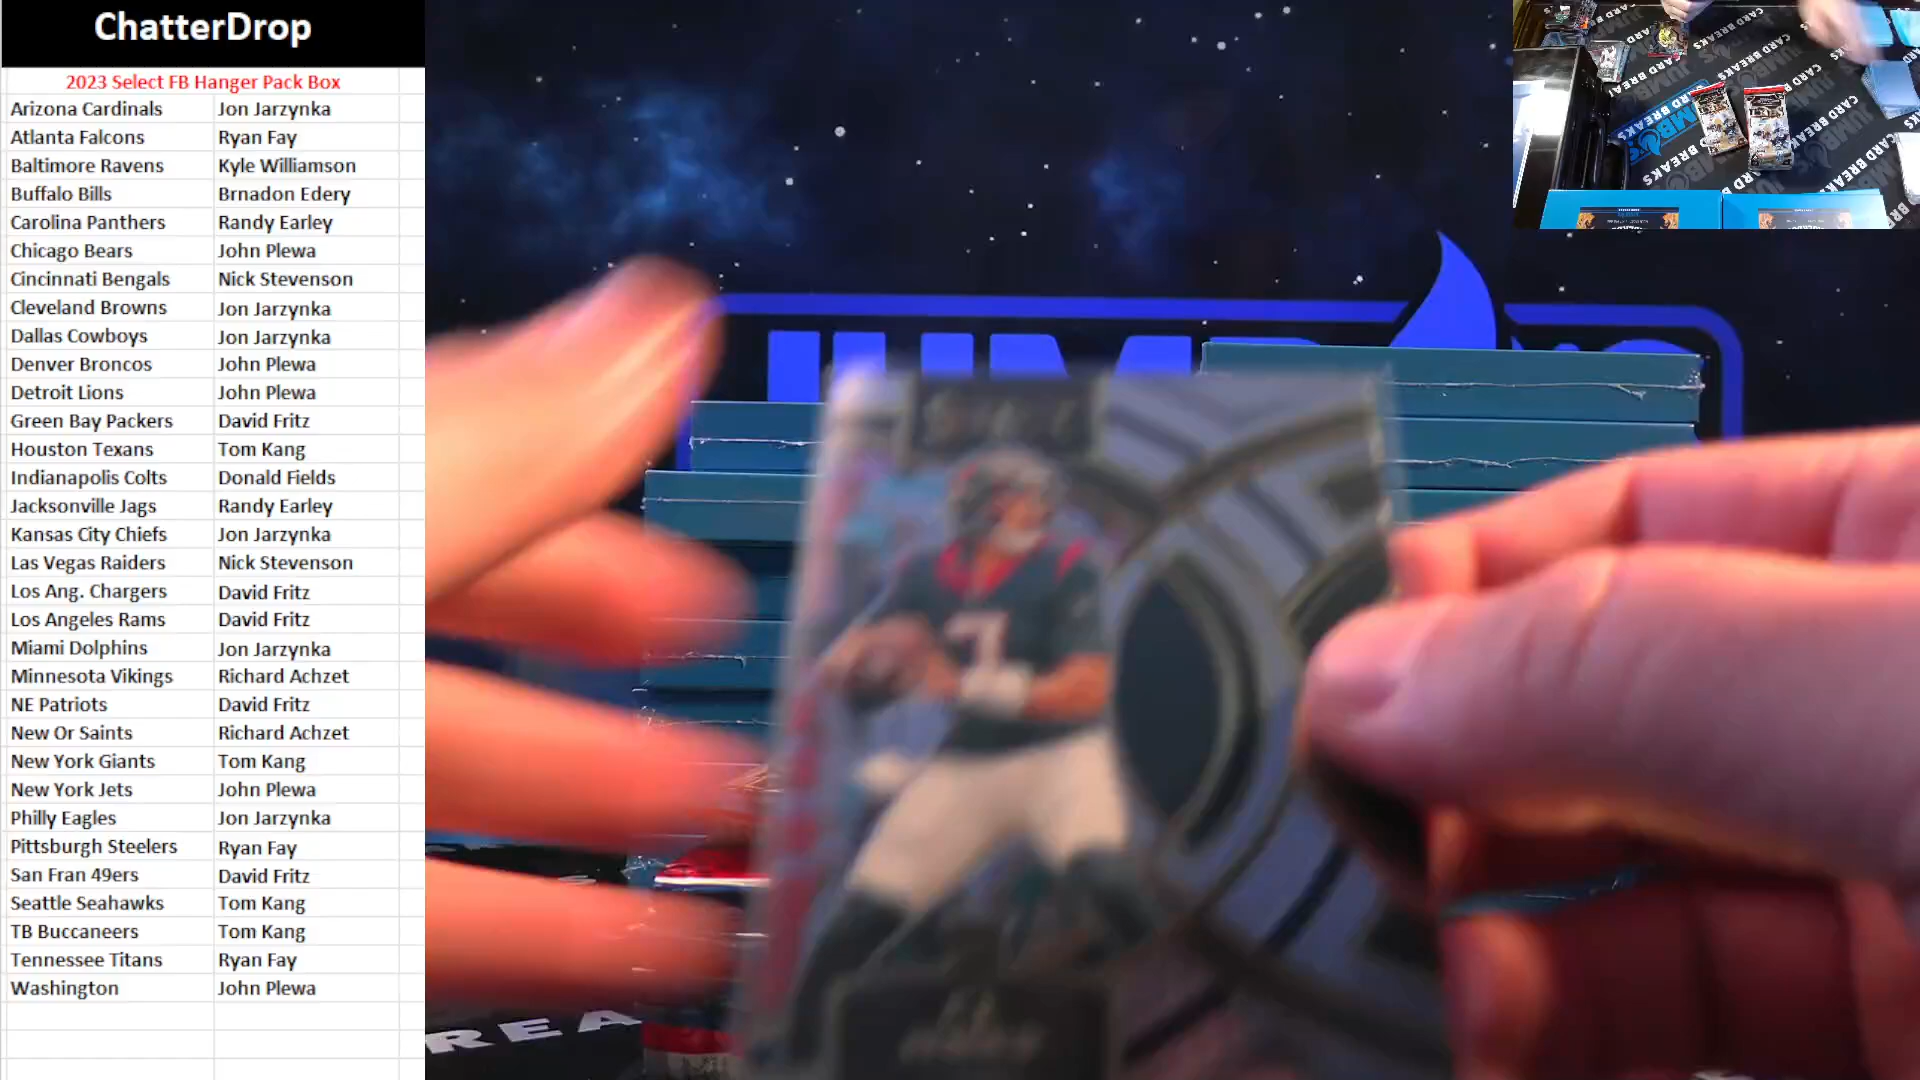 ChatterDrop
2023 Select FB Hanger Pack Box
Arizona Cardinals Jon Jarzynka
Atlanta Falcons Ryan Fay
Baltimore Ravens Kyle Williamson
Buffalo Bills Brnadon Edery
Carolina Panthers Randy Earley
Chicago Bears John Plewa
Cincinnati Bengals Nick Stevenson
Cleveland Browns Jon Jarzynka
Dallas Cowboys Jon Jarzynka
Denver Broncos John Plewa
Detroit Lions John Plewa
Green Bay Packers David Fritz
Houston Texans Tom Kang
Indianapolis Colts Donald Fields
Jacksonville Jags Randy Earley
Kansas City Chiefs Jon Jarzynka
Las Vegas Raiders Nick Stevenson
Los Ang. Chargers David Fritz
Los Angeles Rams David Fritz
Miami Dolphins Jon Jarzynka
Minnesota Vikings Richard Achzet
NE Patriots David Fritz
New Or Saints Richard Achzet
New York Giants Tom Kang
New York Jets John Plewa
Philly Eagles Jon Jarzynka
Pittsburgh Steelers Ryan Fay
San Fran 49ers David Fritz
Seattle Seahawks Tom Kang
TB Buccaneers Tom Kang
Tennessee Titans Ryan Fay
Washington John Plewa
CARD BREAKS
CARD BREAKS
CARD BREAKS
7